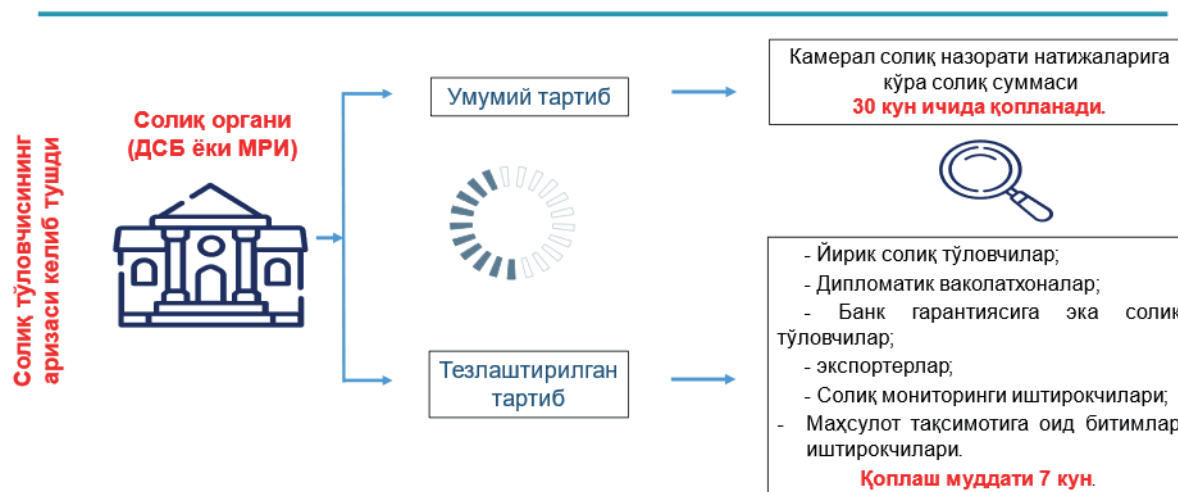 Солиқ тўловчисининг
аризаси келиб тушди
Солиқ органи
(ДСБ ёки МРИ)
Умумий тартиб
Камерал солиқ назорати натижаларига
кўра солиқ суммаси
30 кун ичида қопланади.
Тезлаштирилган
тартиб
- Йирик солиқ тўловчилар;
- Дипломатик ваколатхоналар;
- Банк гарантиясига эка солиқ
тўловчилар;
- экспортерлар;
- Солиқ мониторинги иштирокчилари;
- Маҳсулот тақсимотига оид битимлар
иштирокчилари.
Қоплаш муддати 7 кун.